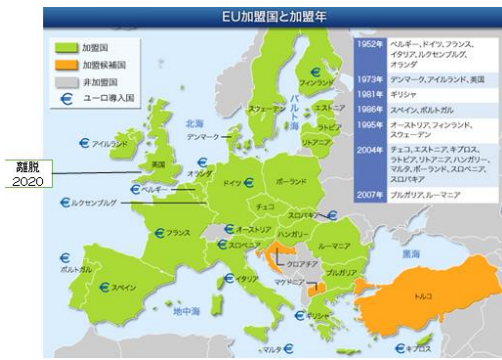 EU加盟国と加盟年
加盟国
加盟候補国
非加盟国
ユーロ導入国
1952年 ベルギー、ドイツ、フランス、
イタリア、ルクセンブルグ、
オランダ
1973年 デンマーク、アイルランド、英国
1981年 ギリシャ
1986年 スペイン、ポルトガル
1995年 オーストリア、フィンランド、
スウェーデン
2004年 チェコ、エストニア、キプロス、
ラトビア、リトアニア、ハンガリー、
マルタ、ポーランド、スロベニア、
スロバキア
2007年 ブルガリア、ルーマニア
フィンランド
スウェーデン
バルト海
エストニア
ラトビア
リトアニア
北海
デンマーク
アイルランド
英国
離脱
2020
オランダ
ベルギー
ルクセンブルグ
ドイツ
ポーランド
チェコ
スロバキア
フランス
オーストリア
ハンガリー
スロベニア
ルーマニア
クロアチア
マケドニア
ブルガリア
黒海
ポルトガル
スペイン
イタリア
地中海
ギリシャ
トルコ
マルタ
キプロス